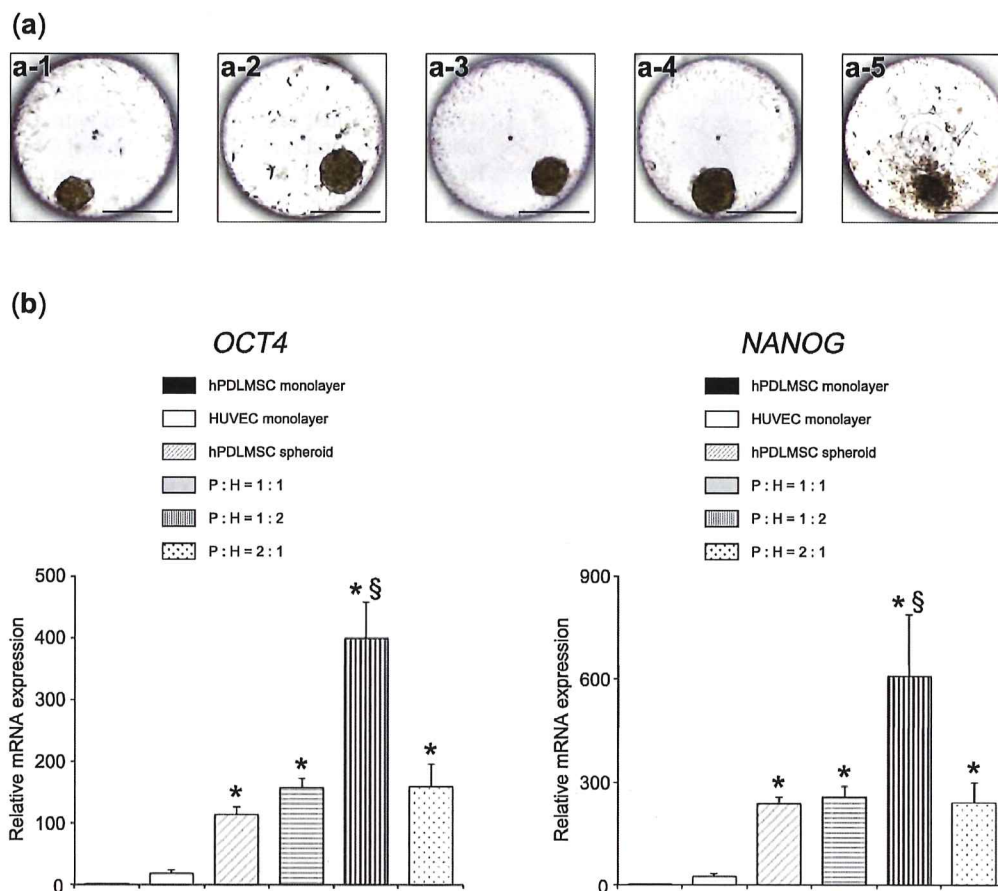 (a)
a-1 a-2 a-3 a-4 a-5
(b)
OCT4
hPDLMSC monolayer
HUVEC monolayer
hPDLMSC spheroid
P : H = 1 : 1
P : H = 1 : 2
P : H = 2 : 1
Relative mRNA expression
500
400
300
200
100
0
* * * § *
NANOG
hPDLMSC monolayer
HUVEC monolayer
hPDLMSC spheroid
P : H = 1 : 1
P : H = 1 : 2
P : H = 2 : 1
Relative mRNA expression
900
600
300
0
* * * § *